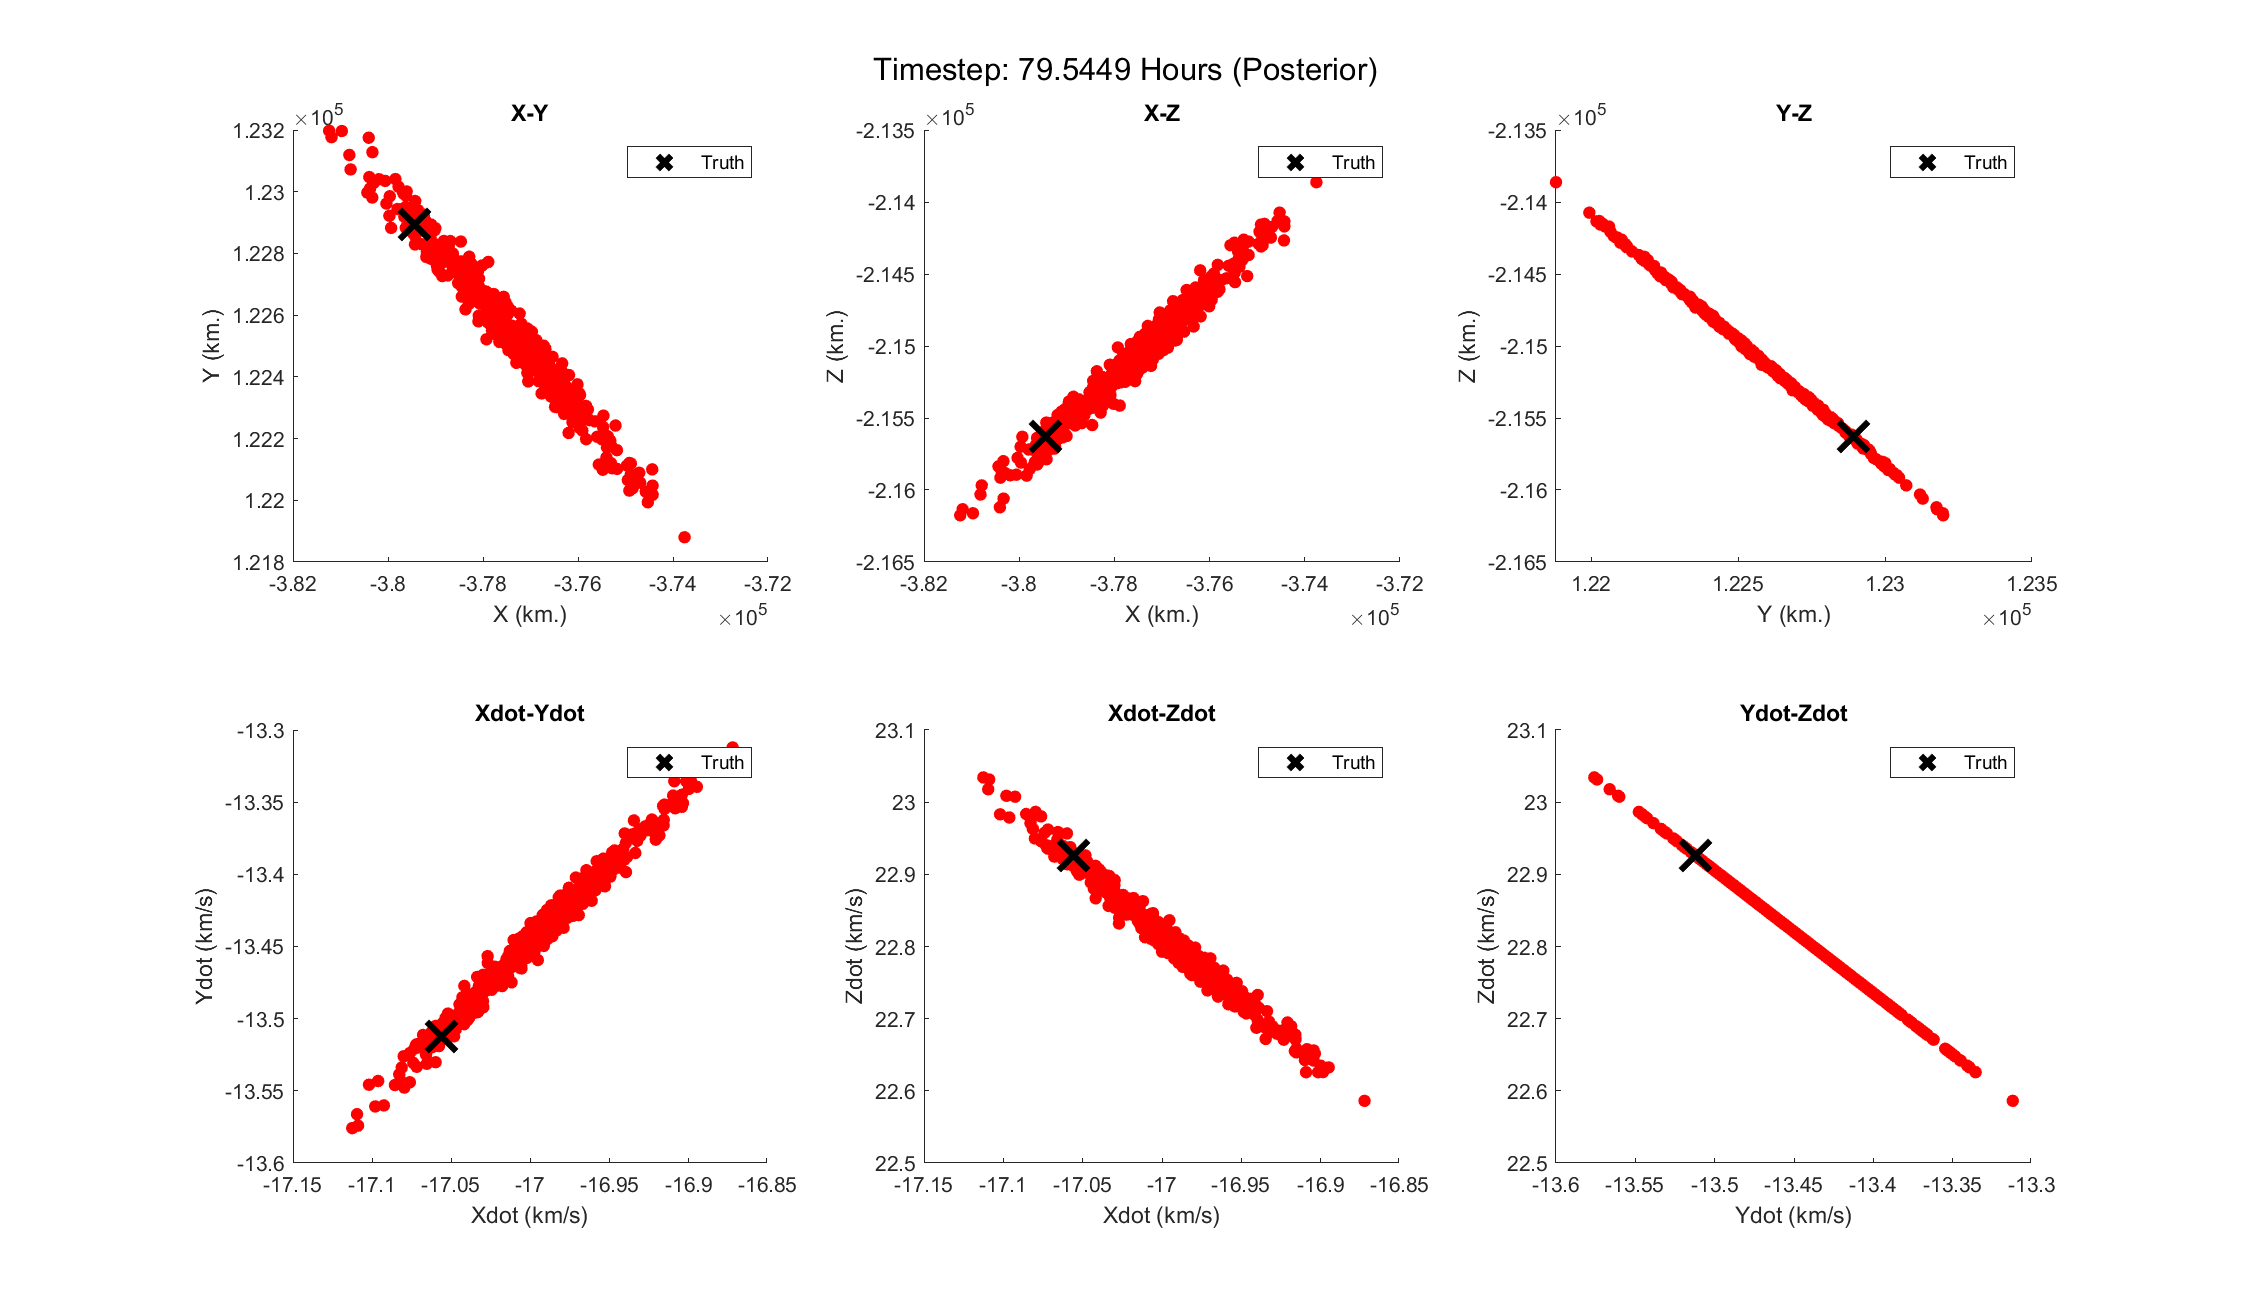 Timestep: 79.5449 Hours (Posterior)
X-Y
×10^5
1.232
1.23
1.228
1.226
1.224
1.222
1.22
1.218
Y (km.)
-3.82 -3.8 -3.78 -3.76 -3.74 -3.72
X (km.)
×10^5
Truth
X-Z
×10^5
-2.135
-2.14
-2.145
-2.15
-2.155
-2.16
-2.165
Z (km.)
-3.82 -3.8 -3.78 -3.76 -3.74 -3.72
X (km.)
×10^5
Truth
Y-Z
×10^5
-2.135
-2.14
-2.145
-2.15
-2.155
-2.16
-2.165
Z (km.)
1.22 1.225 1.23 1.235
Y (km.)
×10^5
Truth
Xdot-Ydot
-13.3
-13.35
-13.4
-13.45
-13.5
-13.55
-13.6
Ydot (km/s)
-17.15 -17.1 -17.05 -17 -16.95 -16.9 -16.85
Xdot (km/s)
Truth
Xdot-Zdot
23.1
23
22.9
22.8
22.7
22.6
22.5
Zdot (km/s)
-17.15 -17.1 -17.05 -17 -16.95 -16.9 -16.85
Xdot (km/s)
Truth
Ydot-Zdot
23.1
23
22.9
22.8
22.7
22.6
22.5
Zdot (km/s)
-13.6 -13.55 -13.5 -13.45 -13.4 -13.35 -13.3
Ydot (km/s)
Truth